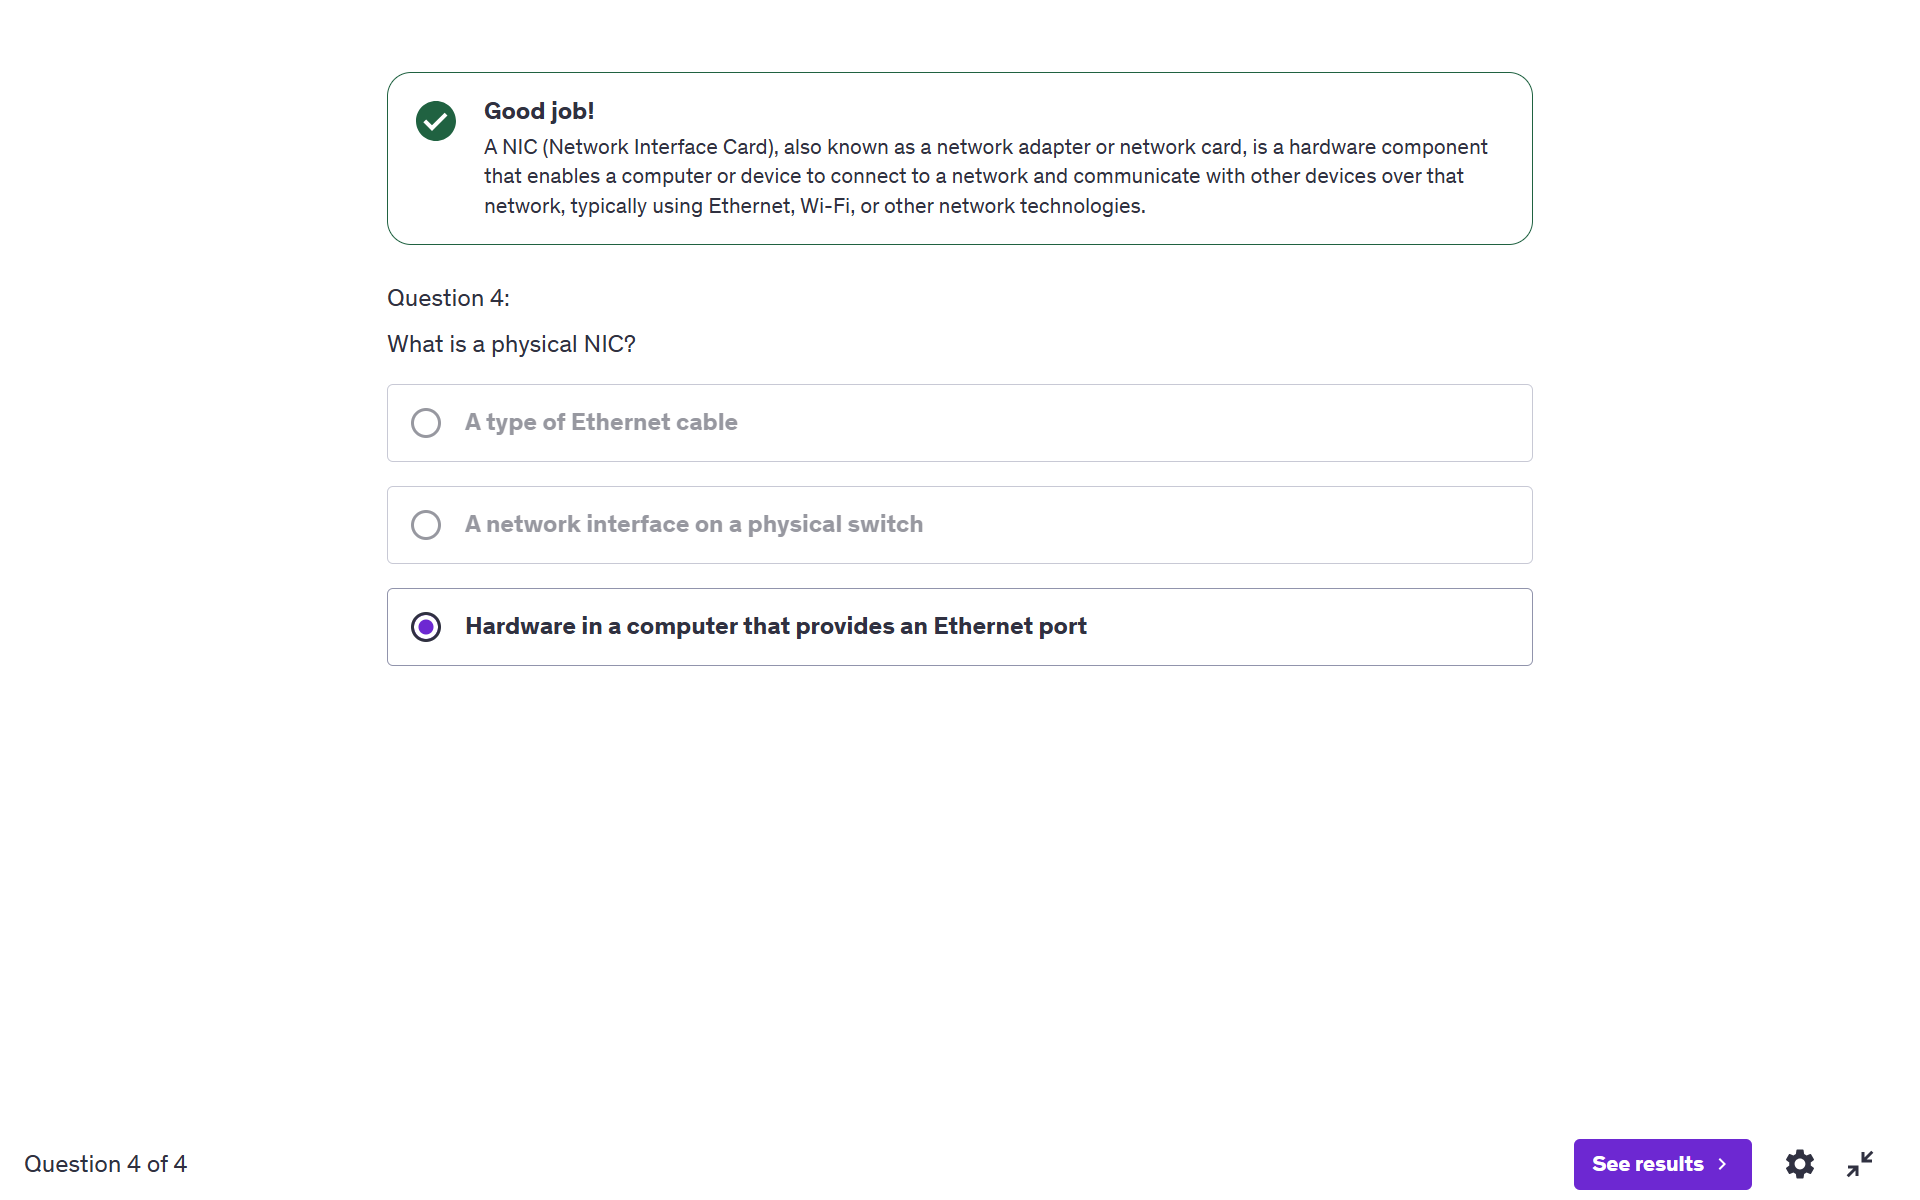 Good job!
A NIC (Network Interface Card), also known as a network adapter or network card, is a hardware component
that enables a computer or device to connect to a network and communicate with other devices over that
network, typically using Ethernet, Wi-Fi, or other network technologies.
Question 4:
What is a physical NIC?
A type of Ethernet cable
A network interface on a physical switch
Hardware in a computer that provides an Ethernet port
Question 4 of 4
See results